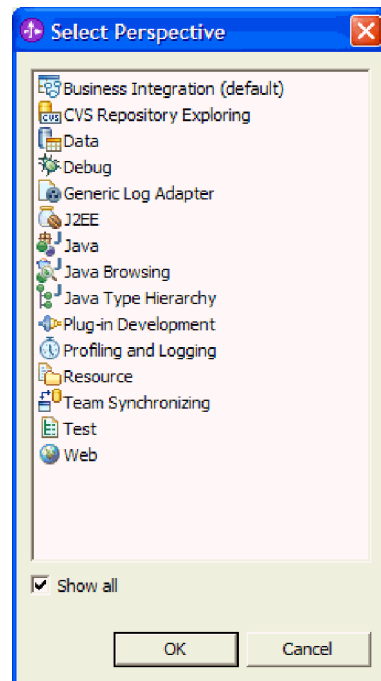 Select Perspective
Business Integration (default)
CVS Repository Exploring
Data
Debug
Generic Log Adapter
J2EE
Java
Java Browsing
Java Type Hierarchy
Plug-in Development
Profiling and Logging
Resource
Team Synchronizing
Test
Web
Show all
OK Cancel